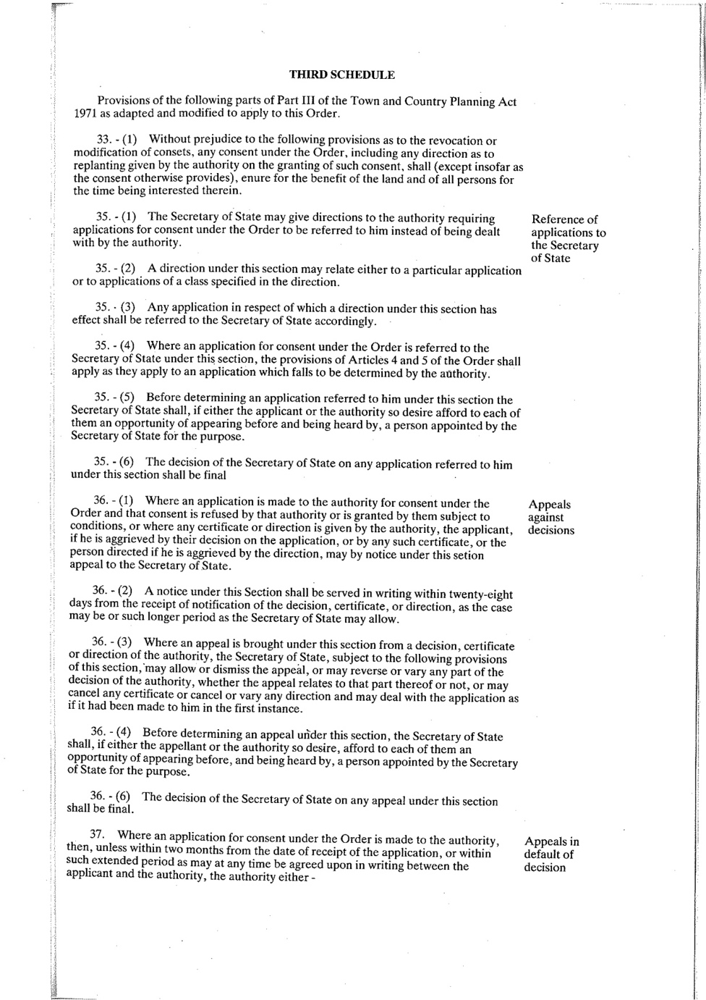 THIRD SCHEDULE
Provisions of the following parts of Part III of the Town and Country Planning Act
1971 as adapted and modified to apply to this Order.
33. - (1) Without prejudice to the following provisions as to the revocation or
modification of consets, any consent under the Order, including any direction as to
replanting given by the authority on the granting of such consent, shall (except insofar as
the consent otherwise provides), enure for the benefit of the land and of all persons for
the time being interested therein.
35. - (1) The Secretary of State may give directions to the authority requiring
applications for consent under the Order to be referred to him instead of being dealt
with by the authority.
Reference of
applications to
the Secretary
of State
35. - (2) A direction under this section may relate either to a particular application
or to applications of a class specified in the direction.
35. - (3) Any application in respect of which a direction under this section has
effect shall be referred to the Secretary of State accordingly.
35. - (4) Where an application for consent under the Order is referred to the
Secretary of State under this section, the provisions of Articles 4 and 5 of the Order shall
apply as they apply to an application which falls to be determined by the authority.
35. - (5) Before determining an application referred to him under this section the
Secretary of State shall, if either the applicant or the authority so desire afford to each of
them an opportunity of appearing before and being heard by, a person appointed by the
Secretary of State for the purpose.
35. - (6) The decision of the Secretary of State on any application referred to him
under this section shall be final
36. - (1) Where an application is made to the authority for consent under the
Order and that consent is refused by that authority or is granted by them subject to
conditions, or where any certificate or direction is given by the authority, the applicant,
if he is aggrieved by their decision on the application, or by any such certificate, or the
person directed if he is aggrieved by the direction, may by notice under this setion
appeal to the Secretary of State.
Appeals
against
decisions
36. - (2) A notice under this Section shall be served in writing within twenty-eight
days from the receipt of notification of the decision, certificate, or direction, as the case
may be or such longer period as the Secretary of State may allow.
36. - (3) Where an appeal is brought under this section from a decision, certificate
or direction of the authority, the Secretary of State, subject to the following provisions
of this section, may allow or dismiss the appeal, or may reverse or vary any part of the
decision of the authority, whether the appeal relates to that part thereof or not, or may
cancel any certificate or cancel or vary any direction and may deal with the application as
if it had been made to him in the first instance.
36. - (4) Before determining an appeal under this section, the Secretary of State
shall, if either the appellant or the authority so desire, afford to each of them an
opportunity of appearing before, and being heard by, a person appointed by the Secretary
of State for the purpose.
36. - (6) The decision of the Secretary of State on any appeal under this section
shall be final.
37. Where an application for consent under the Order is made to the authority,
then, unless within two months from the date of receipt of the application, or within
such extended period as may at any time be agreed upon in writing between the
applicant and the authority, the authority either -
Appeals in
default of
decision